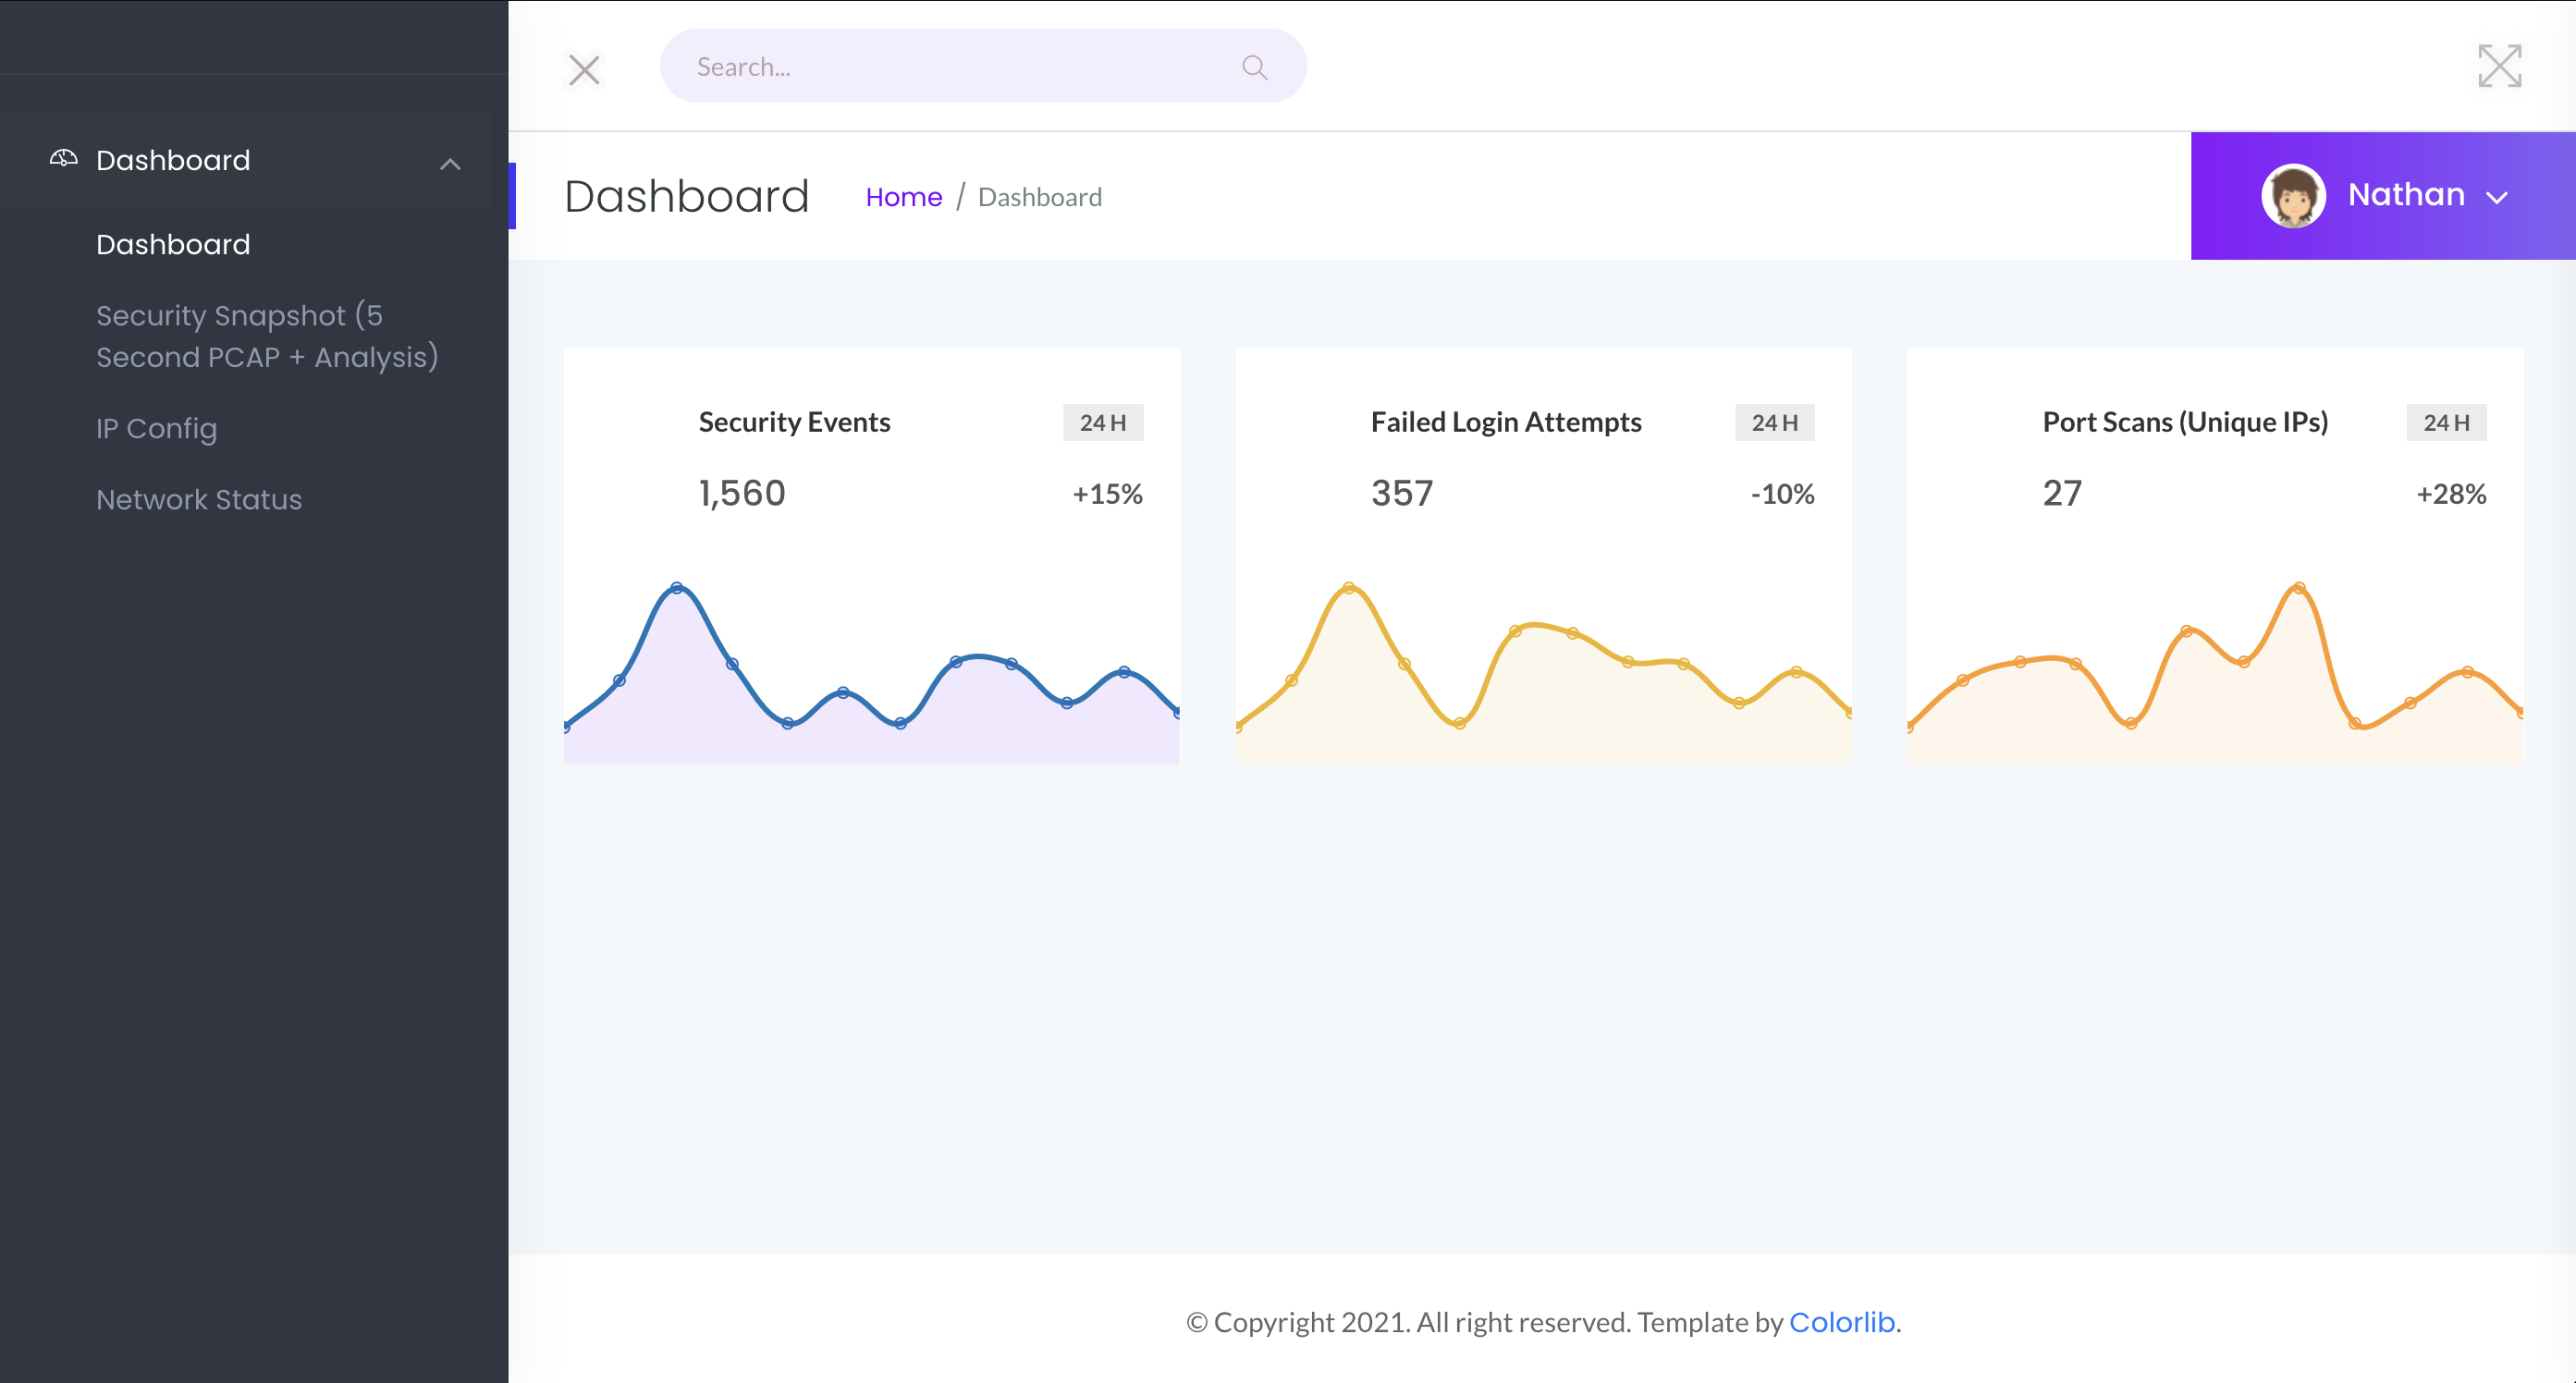 Search...
Dashboard
Dashboard
Security Snapshot (5
Second PCAP + Analysis)
IP Config
Network Status
Dashboard
Home / Dashboard
Nathan
Security Events
24 H
1,560
+15%
Failed Login Attempts
24 H
357
-10%
Port Scans (Unique IPs)
24 H
27
+28%
© Copyright 2021. All right reserved. Template by Colorlib.